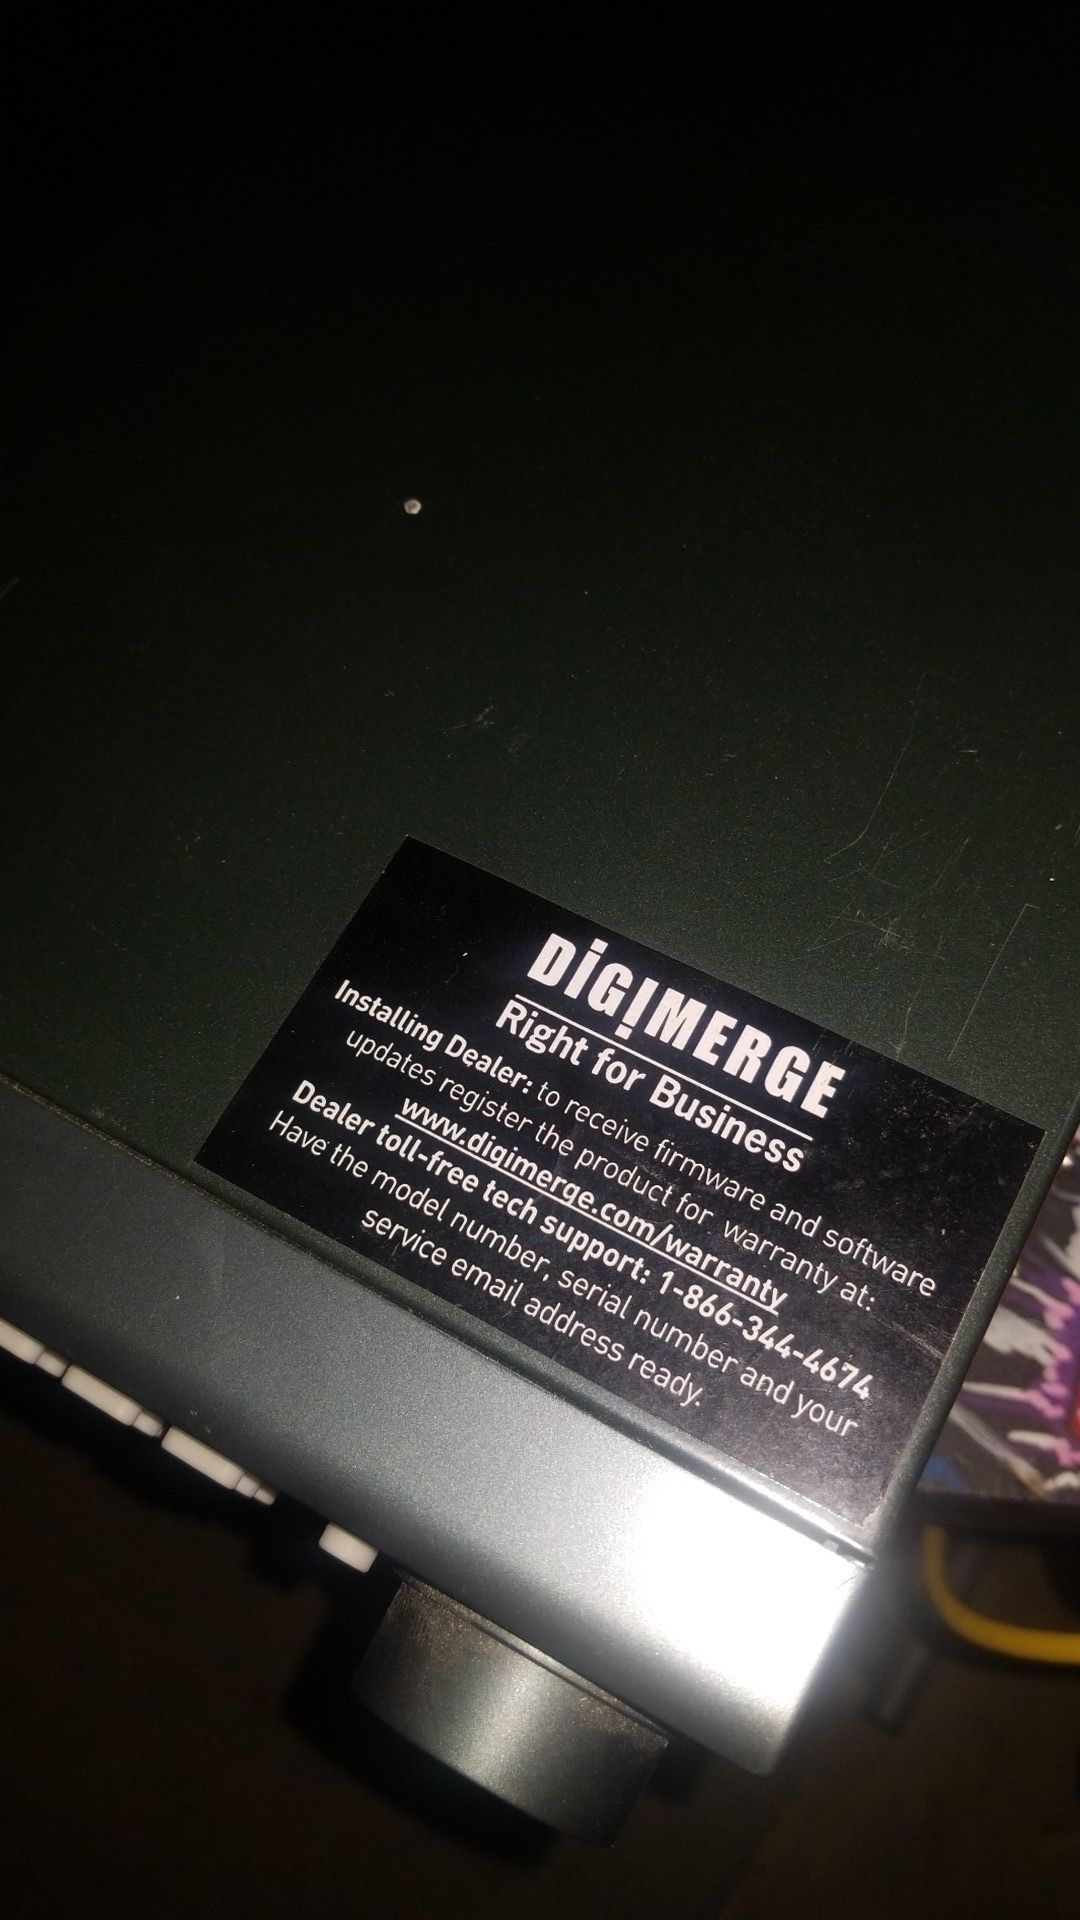 DIGIMERGE
Right for Business
Installing Dealer: to receive firmware and software
updates register the product for warranty at:
www.digimerge.com/warranty
Dealer toll-free tech support: 1-866-344-4674
Have the model number, serial number and your
service email address ready.